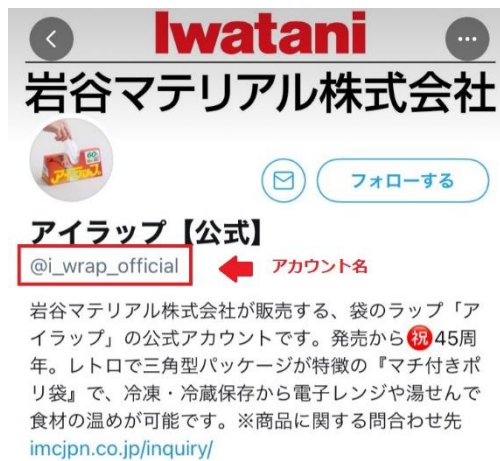 Iwatani
岩谷マテリアル株式会社
フォローする
アイラップ【公式】
@i_wrap_official
アカウント名
岩谷マテリアル株式会社が販売する、袋のラップ「ア
イラップ」の公式アカウントです。発売から㊗45周
年。レトロで三角型パッケージが特徴の『マチ付きポ
リ袋』で、冷凍・冷蔵保存から電子レンジや湯せんで
食材の温めが可能です。※商品に関する問合わせ先
imcjpn.co.jp/inquiry/